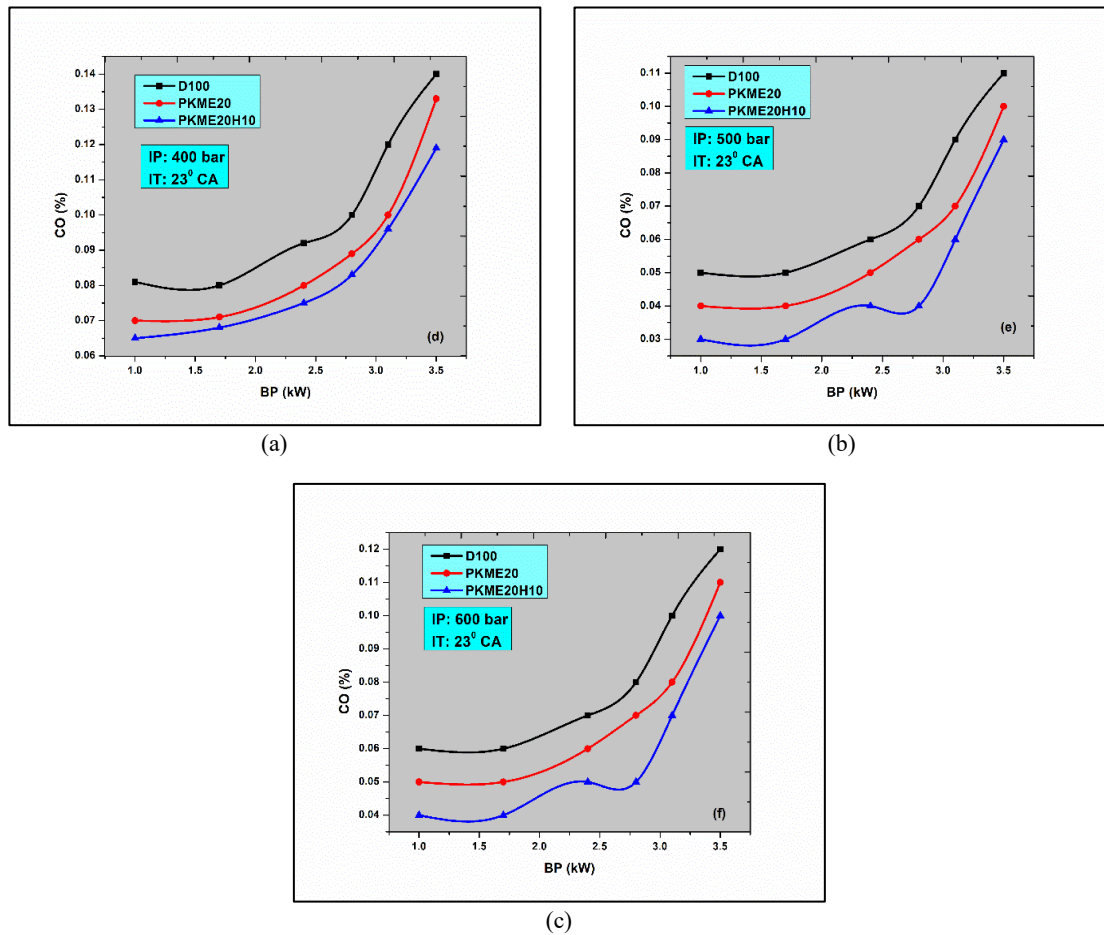 D100
PKME20
PKME20H10
IP: 400 bar
IT: 23⁰ CA
CO (%)
0.14
0.13
0.12
0.11
0.10
0.09
0.08
0.07
0.06
(d)
1.0 1.5 2.0 2.5 3.0 3.5
BP (kW)
(a)
D100
PKME20
PKME20H10
IP: 500 bar
IT: 23⁰ CA
CO (%)
0.11
0.10
0.09
0.08
0.07
0.06
0.05
0.04
0.03
(e)
1.0 1.5 2.0 2.5 3.0 3.5
BP (kW)
(b)
D100
PKME20
PKME20H10
IP: 600 bar
IT: 23⁰ CA
CO (%)
0.12
0.11
0.10
0.09
0.08
0.07
0.06
0.05
0.04
(f)
1.0 1.5 2.0 2.5 3.0 3.5
BP (kW)
(c)